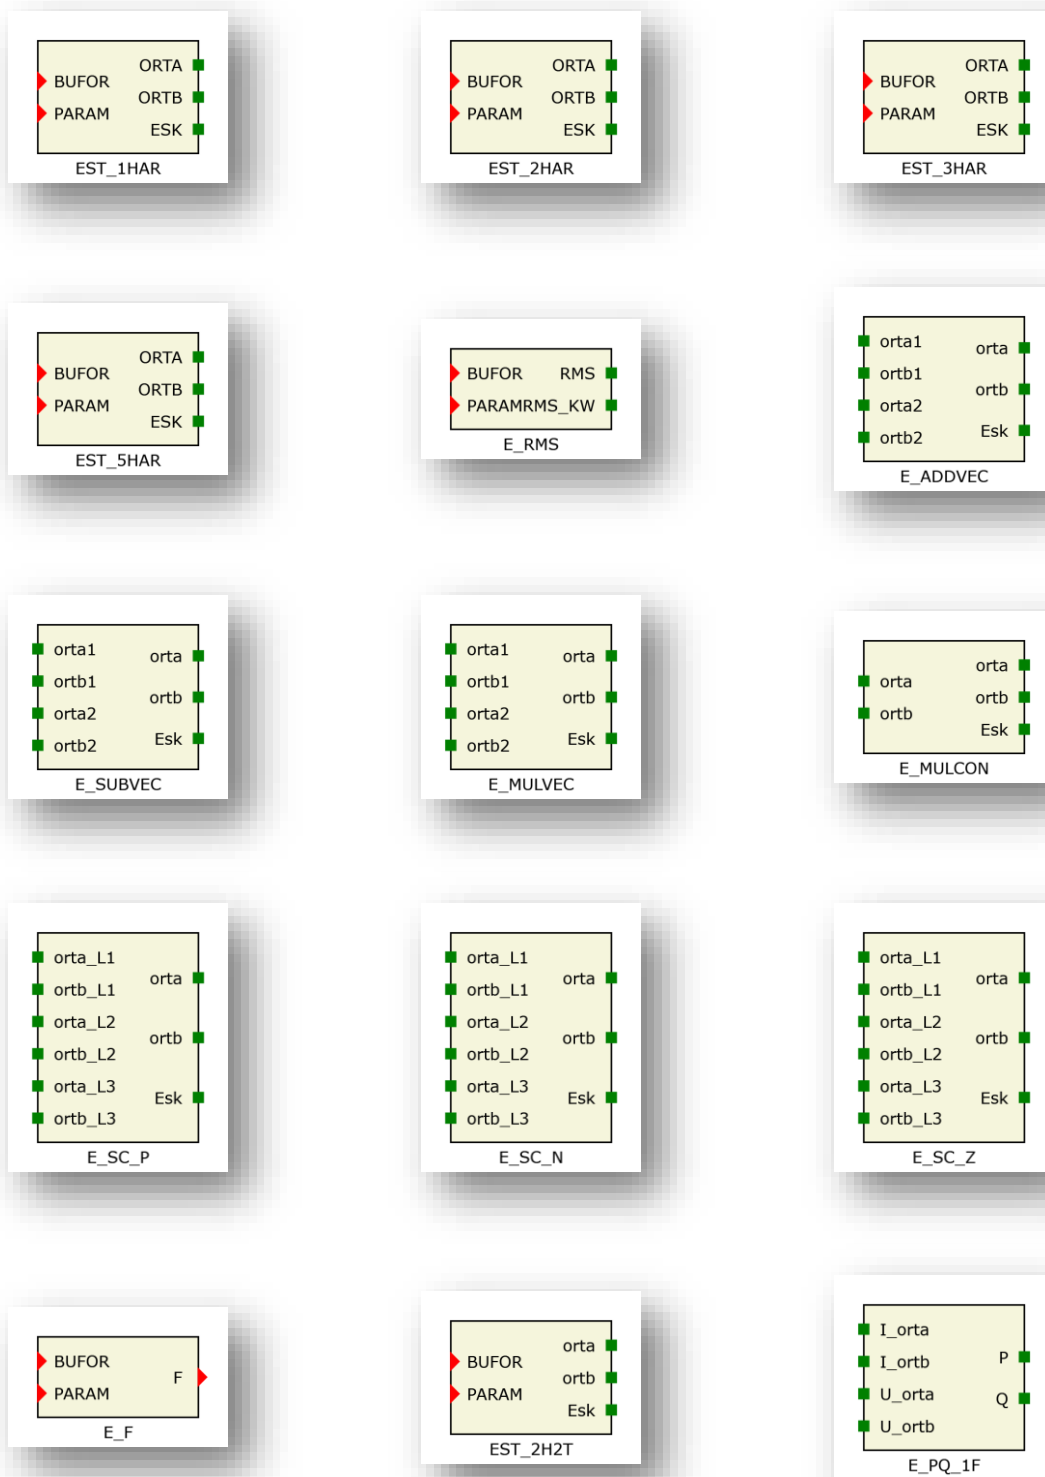 BUFOR
PARAM
ORTA
ORTB
ESK
EST_1HAR
BUFOR
PARAM
ORTA
ORTB
ESK
EST_2HAR
BUFOR
PARAM
ORTA
ORTB
ESK
EST_3HAR
BUFOR
PARAM
ORTA
ORTB
ESK
EST_5HAR
BUFOR RMS
PARAMRMS_KW
E_RMS
orta1
ortb1
orta2
ortb2
orta
ortb
Esk
E_ADDVEC
orta1
ortb1
orta2
ortb2
orta
ortb
Esk
E_SUBVEC
orta1
ortb1
orta2
ortb2
orta
ortb
Esk
E_MULVEC
orta
ortb
orta
ortb
Esk
E_MULCON
orta_L1
ortb_L1
orta_L2
ortb_L2
orta_L3
ortb_L3
orta
ortb
Esk
E_SC_P
orta_L1
ortb_L1
orta_L2
ortb_L2
orta_L3
ortb_L3
orta
ortb
Esk
E_SC_N
orta_L1
ortb_L1
orta_L2
ortb_L2
orta_L3
ortb_L3
orta
ortb
Esk
E_SC_Z
BUFOR
PARAM
F
E_F
BUFOR
PARAM
orta
ortb
Esk
EST_2H2T
I_orta
I_ortb
U_orta
U_ortb
P
Q
E_PQ_1F